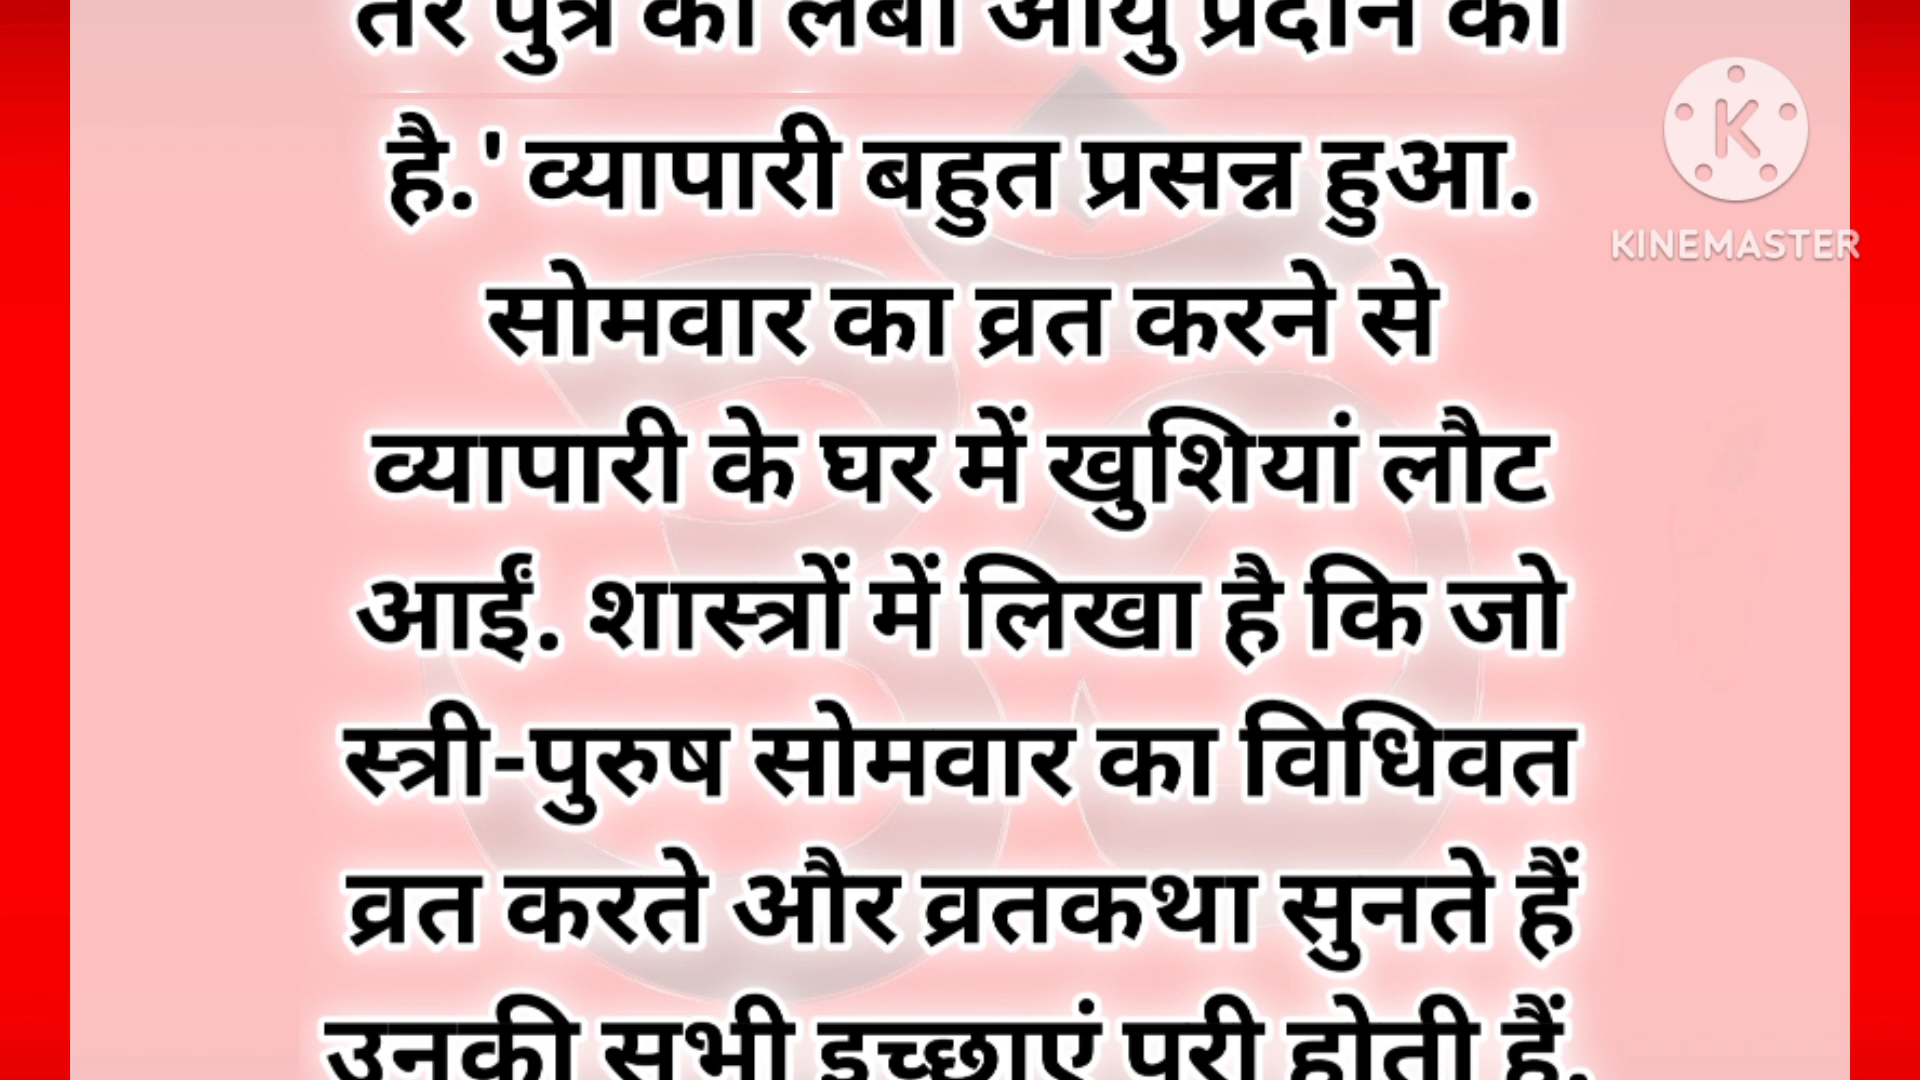 पुत्र को लंबी आयु प्रदान की
है.' व्यापारी बहुत प्रसन्न हुआ.
सोमवार का व्रत करने से
व्यापारी के घर में खुशियां लौट
आईं. शास्त्रों में लिखा है कि जो
स्त्री-पुरुष सोमवार का विधिवत
व्रत करते और व्रतकथा सुनते हैं
उनकी सभी इच्छाएं पूरी होती हैं.
K
KINEMASTER